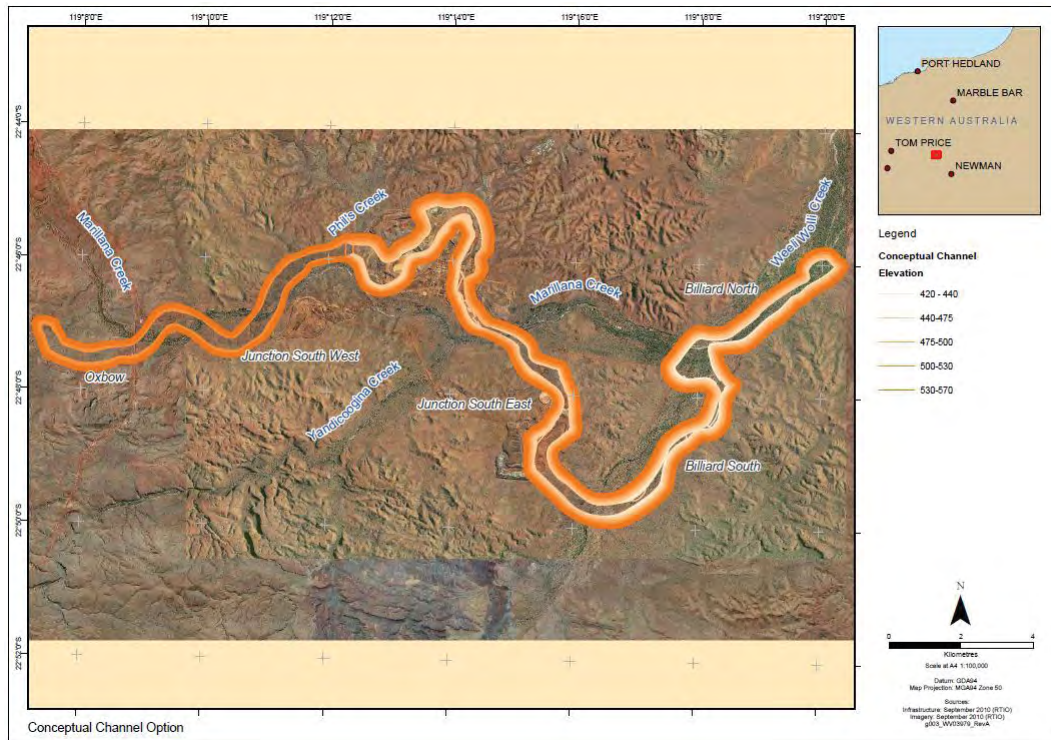 119°8'0"E
119°10'0"E
119°12'0"E
119°14'0"E
119°16'0"E
119°18'0"E
119°20'0"E
22°44'0"S
22°46'0"S
22°48'0"S
22°50'0"S
22°52'0"S
Marillana Creek
Phil's Creek
Weeli Wolli Creek
Billiard North
Marillana Creek
Junction South West
Oxbow
Yandicoogina Creek
Junction South East
Billiard South
PORT HEDLAND
MARBLE BAR
WESTERN AUSTRALIA
TOM PRICE
NEWMAN
Legend
Conceptual Channel
Elevation
420 - 440
440-475
475-500
500-530
530-570
N
0 2 4
Kilometres
Scale at A4 1:100,000
Datum: GDA94
Map Projection: MGA94 Zone 50
Sources:
Infrastructure: September 2010 (RTIO)
Imagery: September 2010 (RTIO)
g003_WV03979_RevA
Conceptual Channel Option